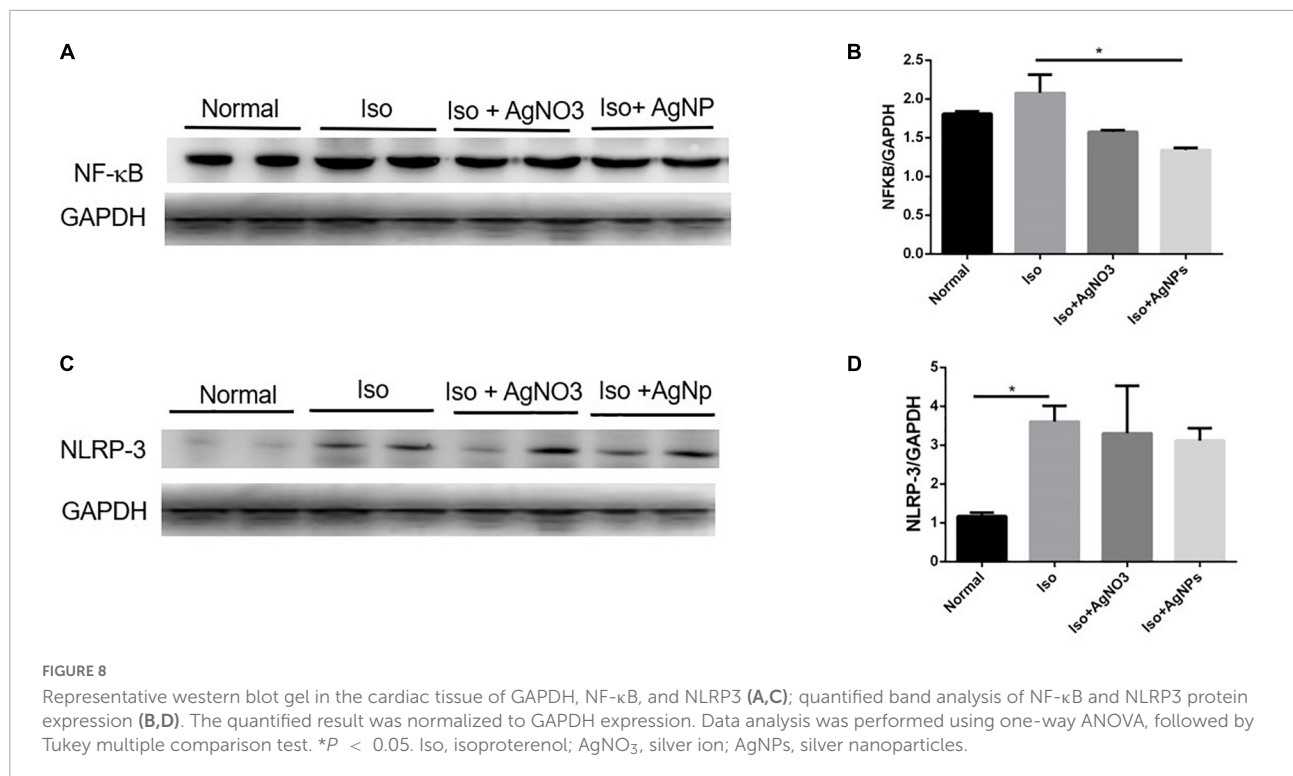 A
Normal
Iso
Iso + AgNO3
Iso+ AgNP
NF-κB
GAPDH
B
*
NFKB/GAPDH
2.5
2.0
1.5
1.0
0.5
0.0
Normal
Iso
Iso+AgNO3
Iso+AgNPs
C
Normal
Iso
Iso + AgNO3
Iso +AgNp
NLRP-3
GAPDH
D
*
NLRP-3/GAPDH
5
4
3
2
1
0
Normal
Iso
Iso+AgNO3
Iso+AgNPs
FIGURE 8
Representative western blot gel in the cardiac tissue of GAPDH, NF-κB, and NLRP3 (A,C); quantified band analysis of NF-κB and NLRP3 protein
expression (B,D). The quantified result was normalized to GAPDH expression. Data analysis was performed using one-way ANOVA, followed by
Tukey multiple comparison test. *P < 0.05. Iso, isoproterenol; AgNO₃, silver ion; AgNPs, silver nanoparticles.